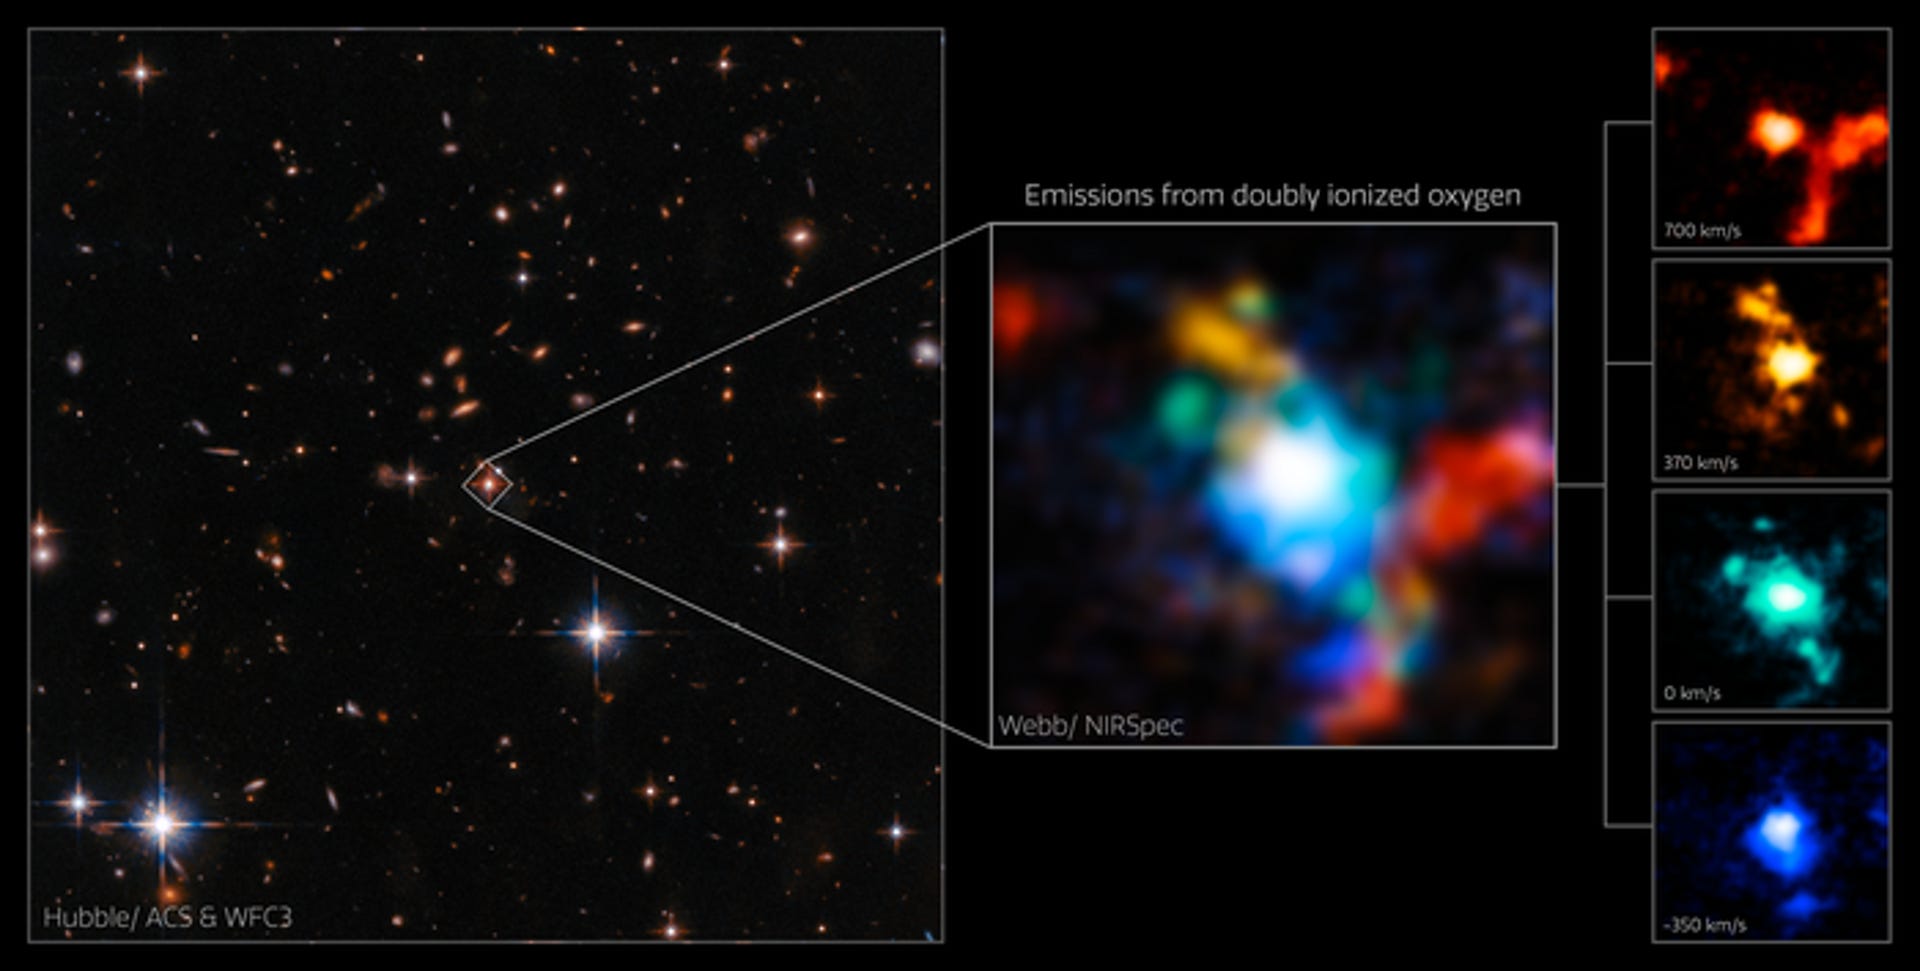 Hubble/ ACS & WFC3
Emissions from doubly ionized oxygen
Webb/ NIRSpec
700 km/s
370 km/s
0 km/s
-350 km/s